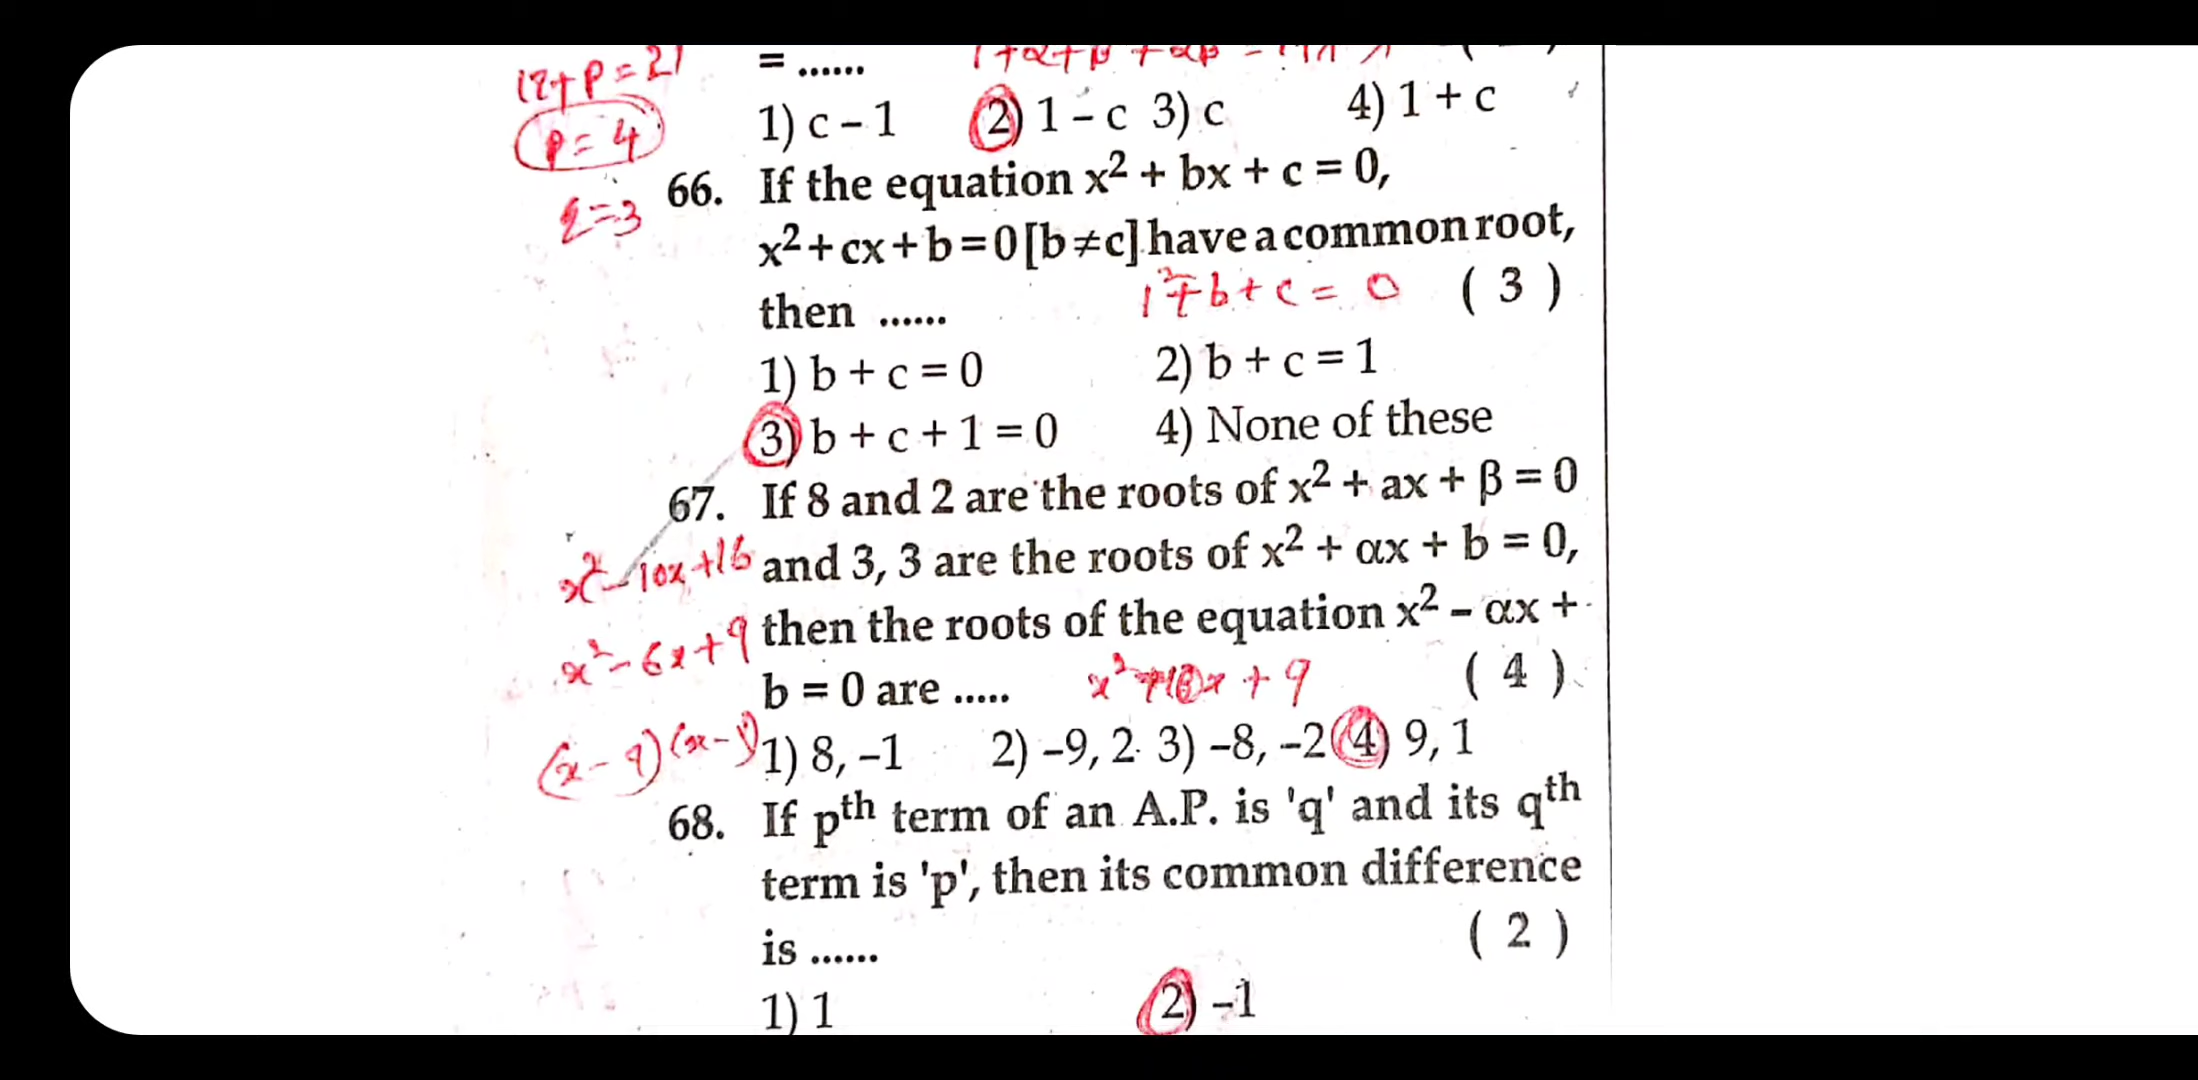 17+p=21
= ......
p=4
1) c – 1 2) 1 – c 3) c 4) 1 + c
66. If the equation x² + bx + c = 0,
q=3
x² + cx + b = 0 [b ≠ c] have a common root,
1²+b+c = 0 ( 3 )
then ......
1) b + c = 0 2) b + c = 1
3) b + c + 1 = 0 4) None of these
67. If 8 and 2 are the roots of x² + ax + β = 0
x²–10x+16
and 3, 3 are the roots of x² + αx + b = 0,
x²–6x+9
then the roots of the equation x² – αx +
b = 0 are ..... + 9 ( 4 )
(x–9)(x–1)
1) 8, –1 2) –9, 2 3) –8, –2 4) 9, 1
68. If pth term of an A.P. is 'q' and its qth
term is 'p', then its common difference
is ...... ( 2 )
1) 1 2) –1